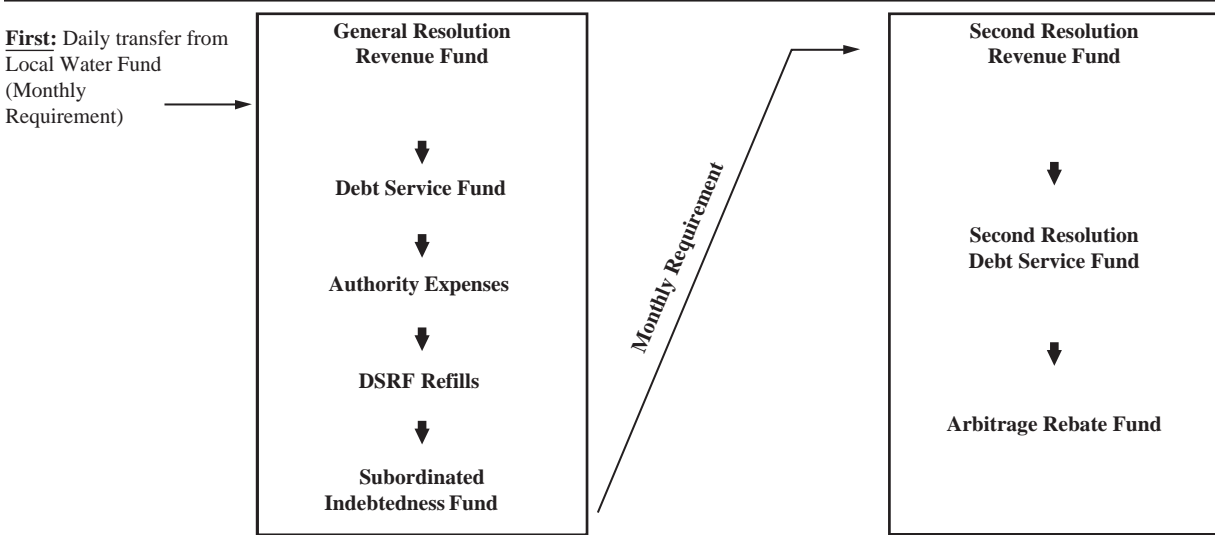 First: Daily transfer from
Local Water Fund
(Monthly
Requirement)
General Resolution
Revenue Fund
Debt Service Fund
Authority Expenses
DSRF Refills
Subordinated
Indebtedness Fund
Monthly Requirement
Second Resolution
Revenue Fund
Second Resolution
Debt Service Fund
Arbitrage Rebate Fund